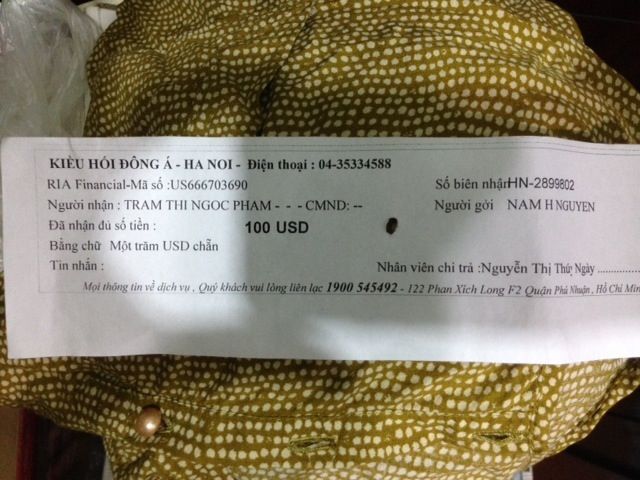 KIỀU HỐI ĐÔNG Á - HA NOI - Điện thoại : 04-35334588
RIA Financial-Mã số :US666703690 Số biên nhận HN-2899802
Người nhận : TRAM THI NGOC PHAM - - - CMND: -- Người gởi NAM H NGUYEN
Đã nhận đủ số tiền : 100 USD
Bằng chữ Một trăm USD chẵn
Tin nhắn :
Nhân viên chi trả :Nguyễn Thị Thúy Ngày ..............
Mọi thông tin về dịch vụ , Quý khách vui lòng liên lạc 1900 545492 - 122 Phan Xích Long F2 Quận Phú Nhuận , Hồ Chí Min